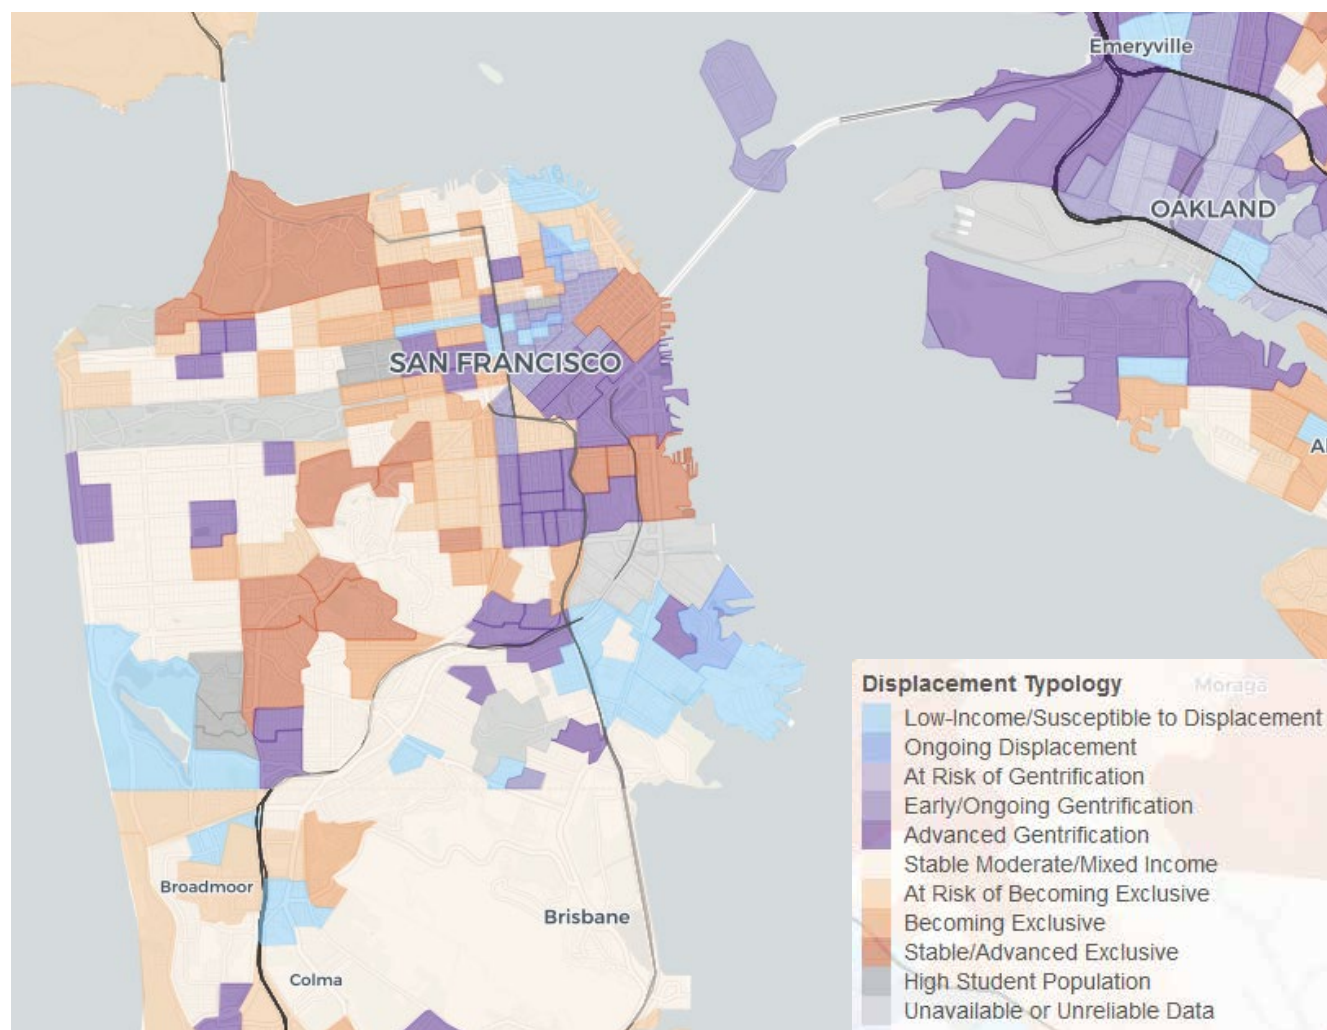 Emeryville
OAKLAND
SAN FRANCISCO
A
Displacement Typology
Moraga
Low-Income/Susceptible to Displacement
Ongoing Displacement
At Risk of Gentrification
Early/Ongoing Gentrification
Advanced Gentrification
Stable Moderate/Mixed Income
At Risk of Becoming Exclusive
Becoming Exclusive
Stable/Advanced Exclusive
High Student Population
Unavailable or Unreliable Data
Broadmoor
Brisbane
Colma